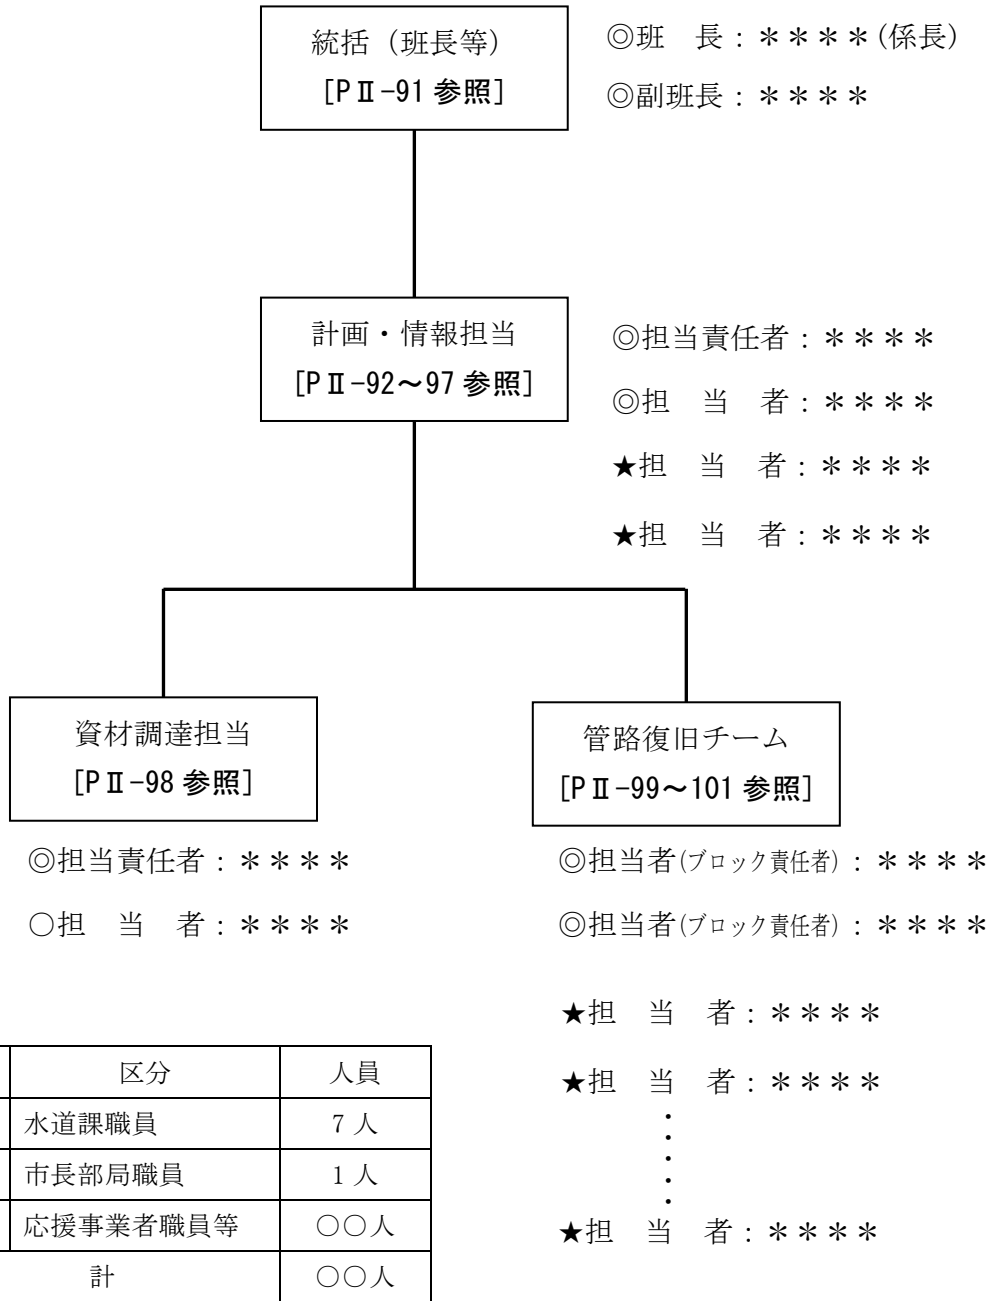 統括（班長等）
[PⅡ-91 参照]
◎班　長：＊＊＊＊(係長)
◎副班長：＊＊＊＊
計画・情報担当
[PⅡ-92～97 参照]
◎担当責任者：＊＊＊＊
◎担　当　者：＊＊＊＊
★担　当　者：＊＊＊＊
★担　当　者：＊＊＊＊
資材調達担当
[PⅡ-98 参照]
◎担当責任者：＊＊＊＊
○担　当　者：＊＊＊＊
管路復旧チーム
[PⅡ-99～101 参照]
◎担当者(ブロック責任者)：＊＊＊＊
◎担当者(ブロック責任者)：＊＊＊＊
★担　当　者：＊＊＊＊
★担　当　者：＊＊＊＊
・
・
・
・
・
★担　当　者：＊＊＊＊
区分　人員
水道課職員　7 人
市長部局職員　1 人
応援事業者職員等　○○人
計　○○人